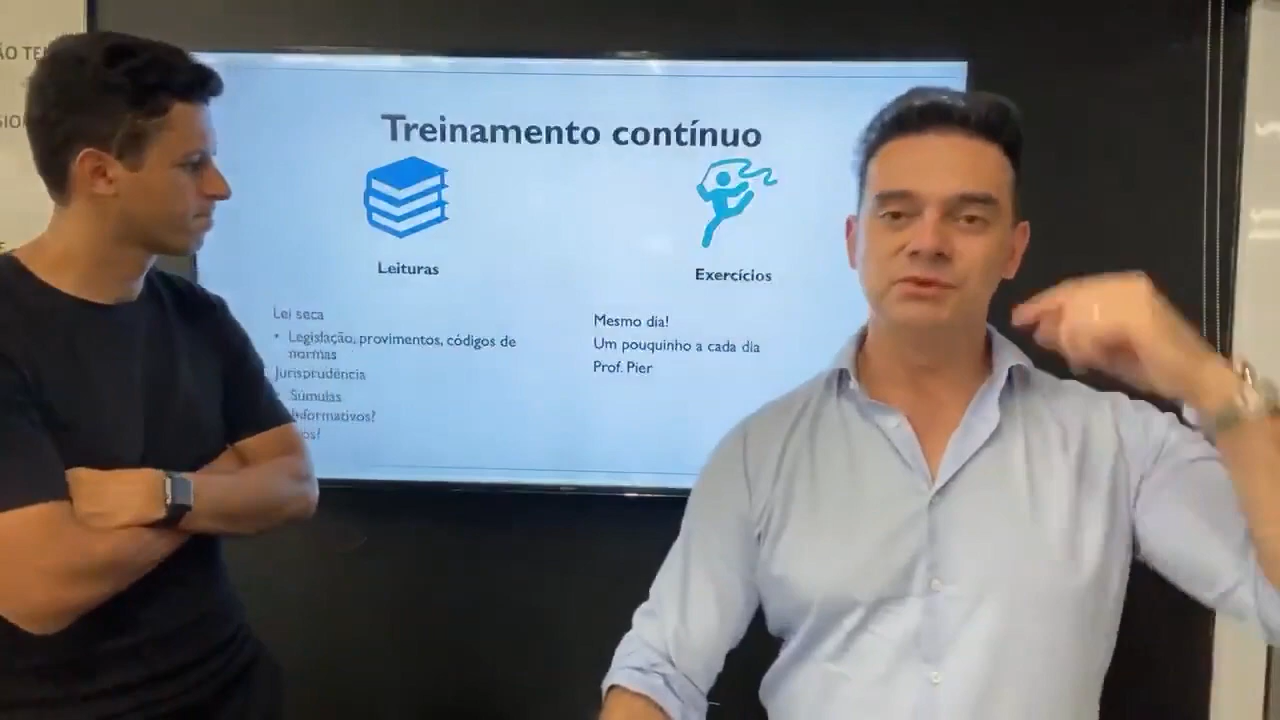 Treinamento contínuo
Leituras
Lei seca
• Legislação, provimentos, códigos de
normas
Jurisprudência
Súmulas
Informativos?
Exercícios
Mesmo dia!
Um pouquinho a cada dia
Prof. Pier